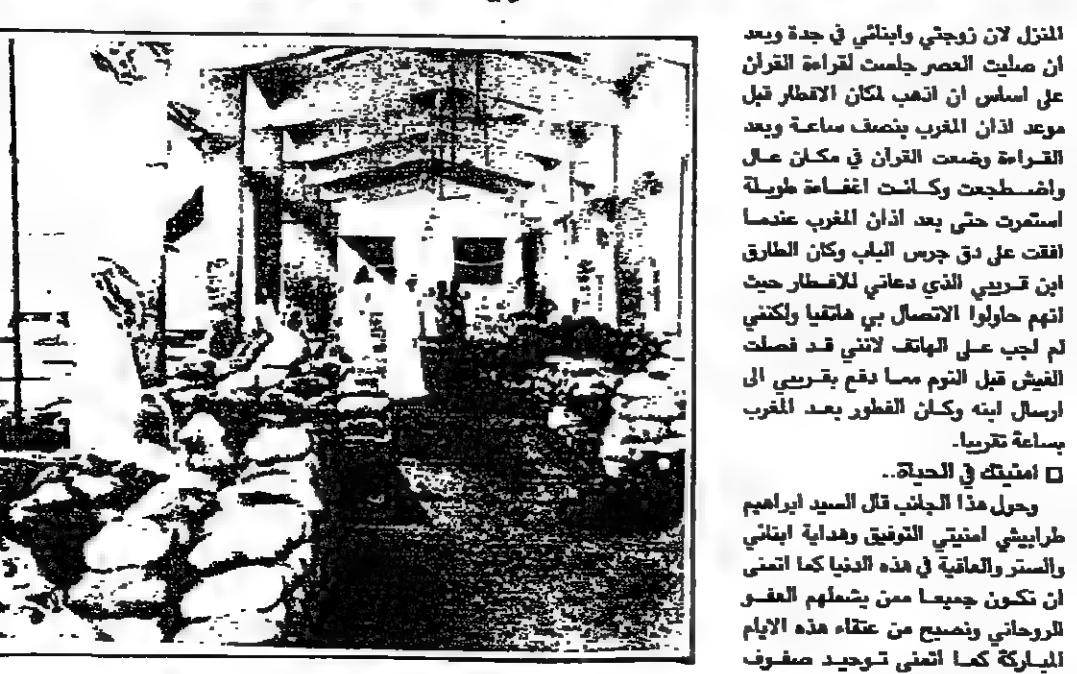 المنزل لان زوجتي وابنائي في جدة وبعد
ان صليت العصر جلست لقراءة القرآن
على اساس ان اذهب لمكان الافطار قبل
موعد اذان المغرب بنصف ساعة وبعد
القراءة وضعت القرآن في مكان عال
واضطجعت وكانت اغفاءة طويلة
استمرت حتى بعد اذان المغرب عندما
افقت على دق جرس الباب وكان الطارق
ابن قريبي الذي دعاني للافطار حيث
انهم حاولوا الاتصال بي هاتفيا ولكنني
لم اجب على الهاتف لانني قد فصلت
الفيش قبل النوم مما دفع بقريبي الى
ارسال ابنه وكان الفطور بعد المغرب
بساعة تقريبا.
□ امنيتك في الحياة..
وحول هذا الجانب قال السيد ابراهيم
طرابيشي امنيتي التوفيق وهداية ابنائي
والستر والعافية في هذه الدنيا كما اتمنى
ان نكون جميعا ممن يشملهم العفو
الروحاني ونصبح من عتقاء هذه الايام
المباركة كما اتمنى توحيد صفوف